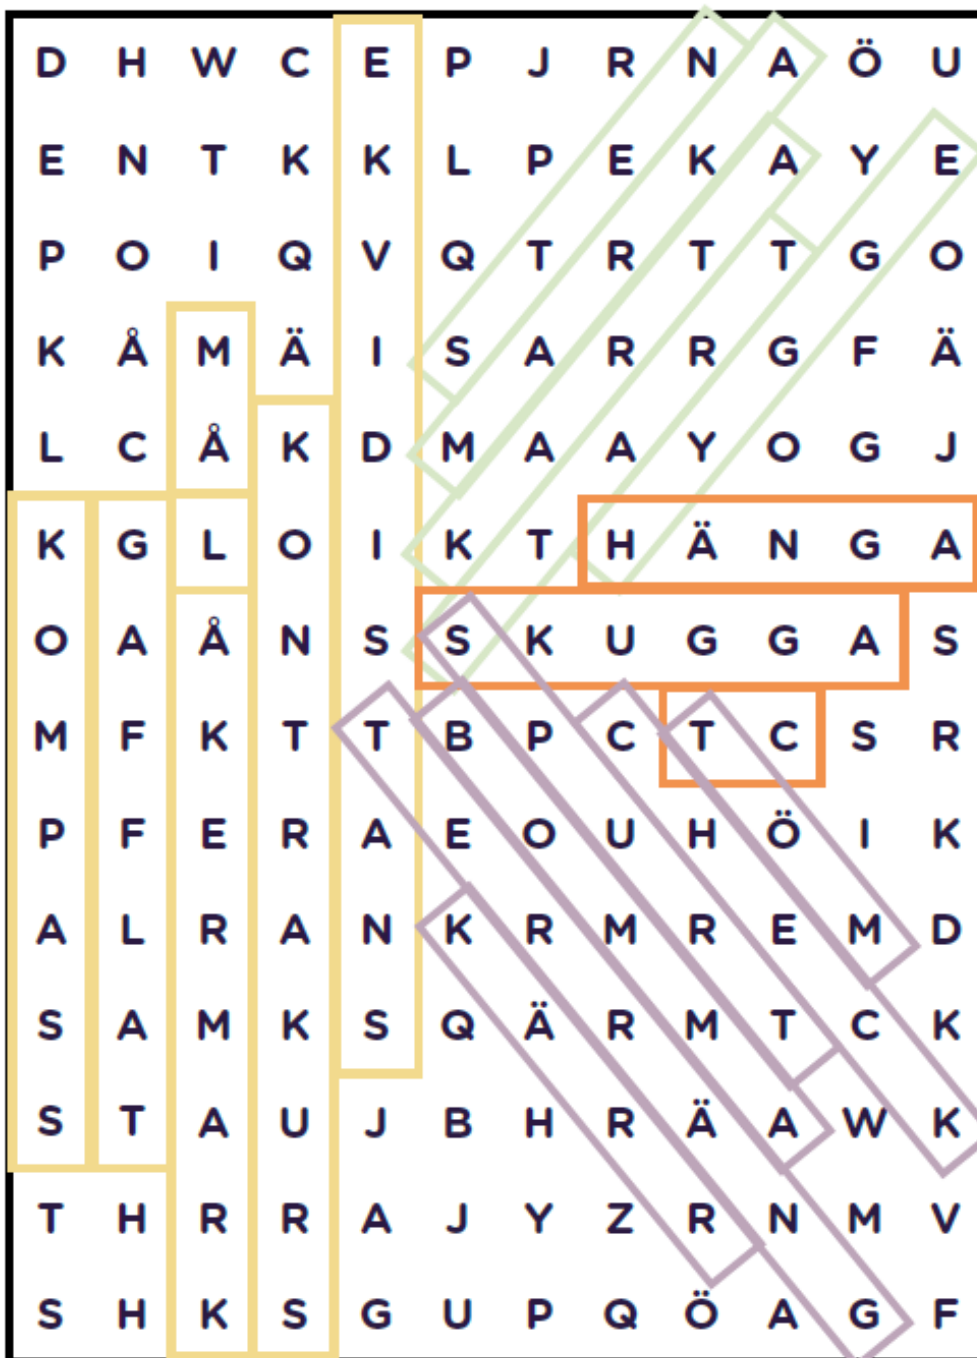 D H W C E P J R N A Ö U
E N T K K L P E K A Y E
P O I Q V Q T R T T G O
K Å M Ä I S A R R G F Ä
L C Å K D M A A Y O G J
K G L O I K T H Ä N G A
O A Å N S S K U G G A S
M F K T T B P C T C S R
P F E R A E O U H Ö I K
A L R A N K R M R E M D
S A M K S Q Ä R M T C K
S T A U J B H R Ä A W K
T H R R A J Y Z R N M V
S H K S G U P Q Ö A G F